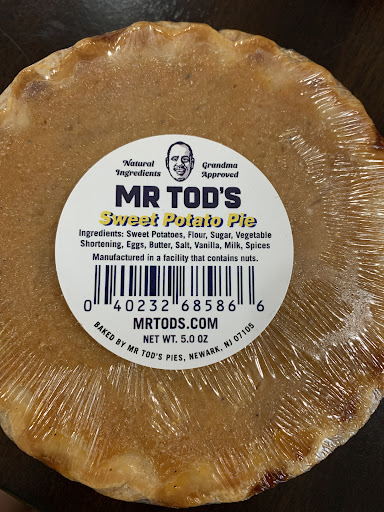 Natural Grandma
Ingredients Approved
MR TOD'S
Sweet Potato Pie
Ingredients: Sweet Potatoes, Flour, Sugar, Vegetable
Shortening, Eggs, Butter, Salt, Vanilla, Milk, Spices
Manufactured in a facility that contains nuts.
0 40232 68586 6
MRTODS.COM
NET WT. 5.0 OZ
BAKED BY MR TOD'S PIES, NEWARK, NJ 07105